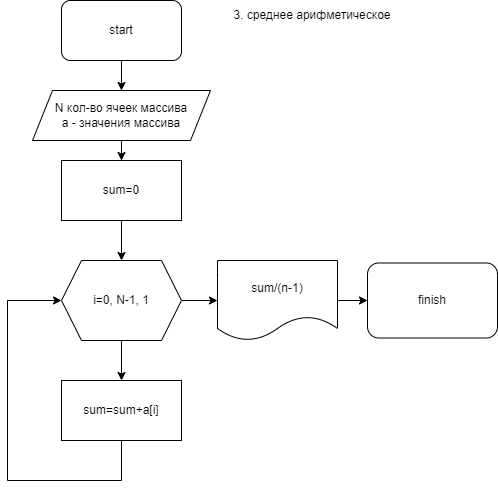 3. среднее арифметическое
start
N кол-во ячеек массива
a - значения массива
sum=0
i=0, N-1, 1
sum/(n-1)
finish
sum=sum+a[i]